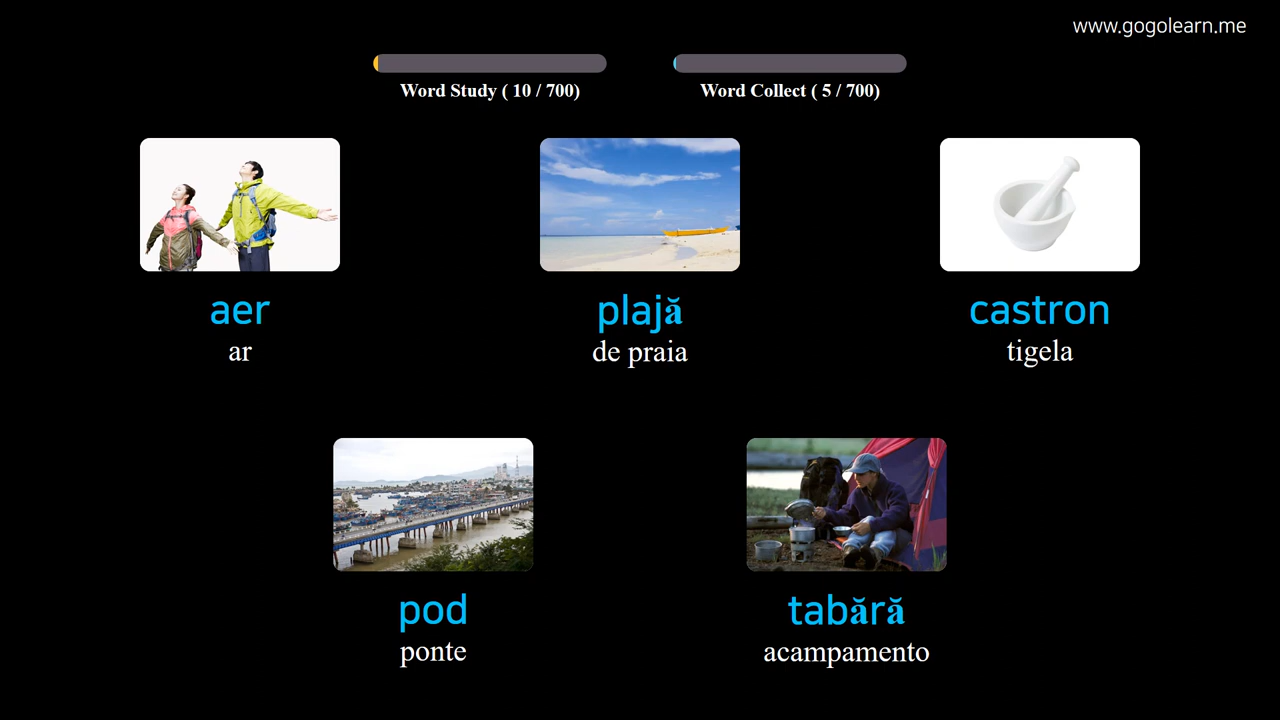 www.gogolearn.me
Word Study ( 10 / 700)
Word Collect ( 5 / 700)
aer
ar
plajă
de praia
castron
tigela
pod
ponte
tabără
acampamento